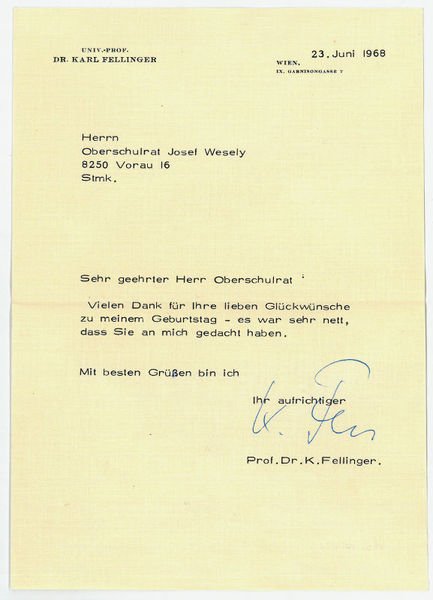 UNIV.-PROF.
DR. KARL FELLINGER
23. Juni 1968
WIEN,
IX. GARNISONGASSE 7
Herrn
Oberschulrat Josef Wesely
8250 Vorau 16
Stmk.
Sehr geehrter Herr Oberschulrat
Vielen Dank für Ihre lieben Glückwünsche
zu meinem Geburtstag - es war sehr nett,
dass Sie an mich gedacht haben.
Mit besten Grüßen bin ich
Ihr aufrichtiger
K. Fell
Prof.Dr.K.Fellinger.